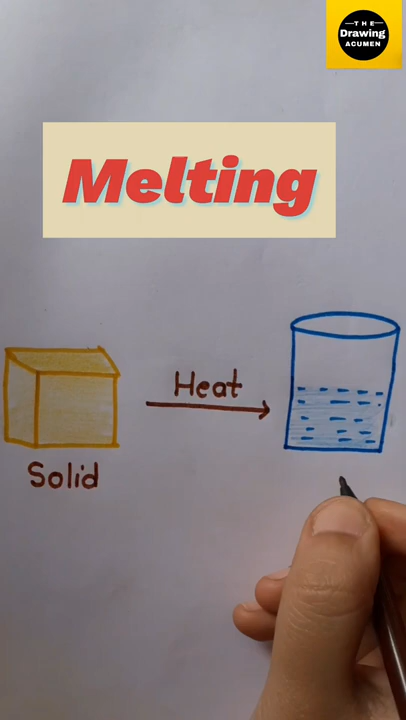 THE
Drawing
ACUMEN
Melting
Heat
Solid